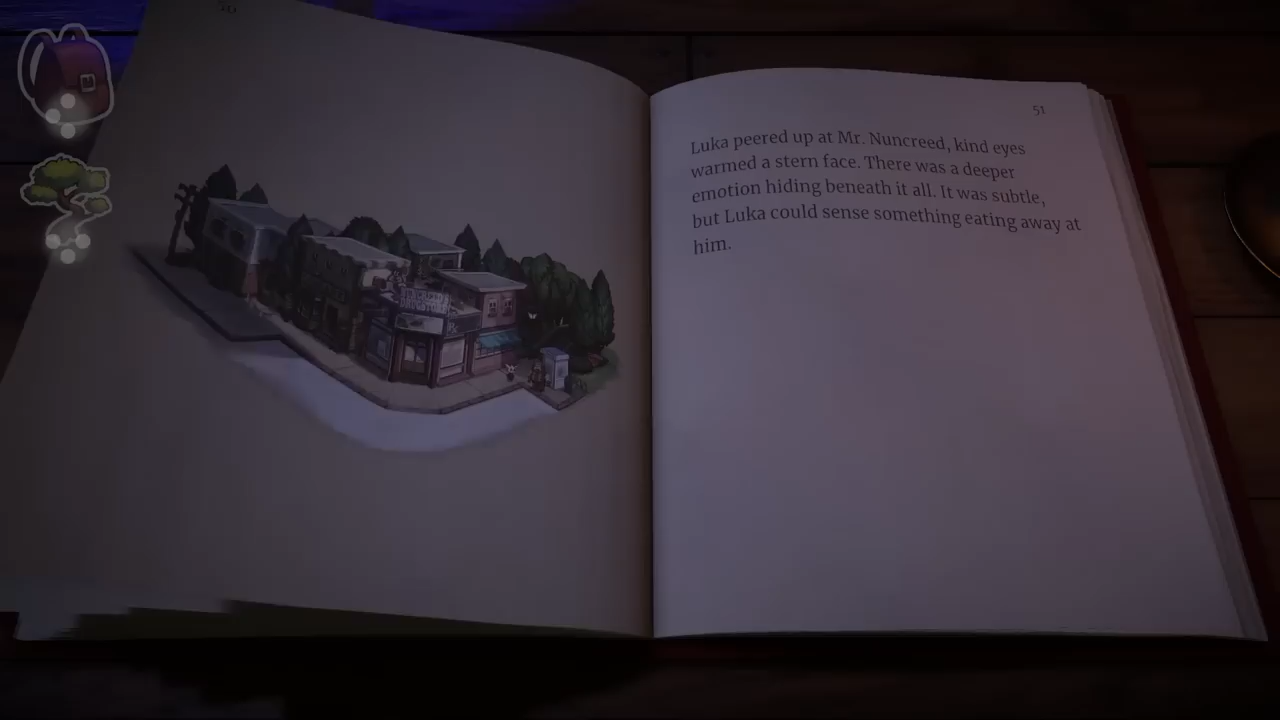 51
Luka peered up at Mr. Nuncreed, kind eyes
warmed a stern face. There was a deeper
emotion hiding beneath it all. It was subtle,
but Luka could sense something eating away at
him.